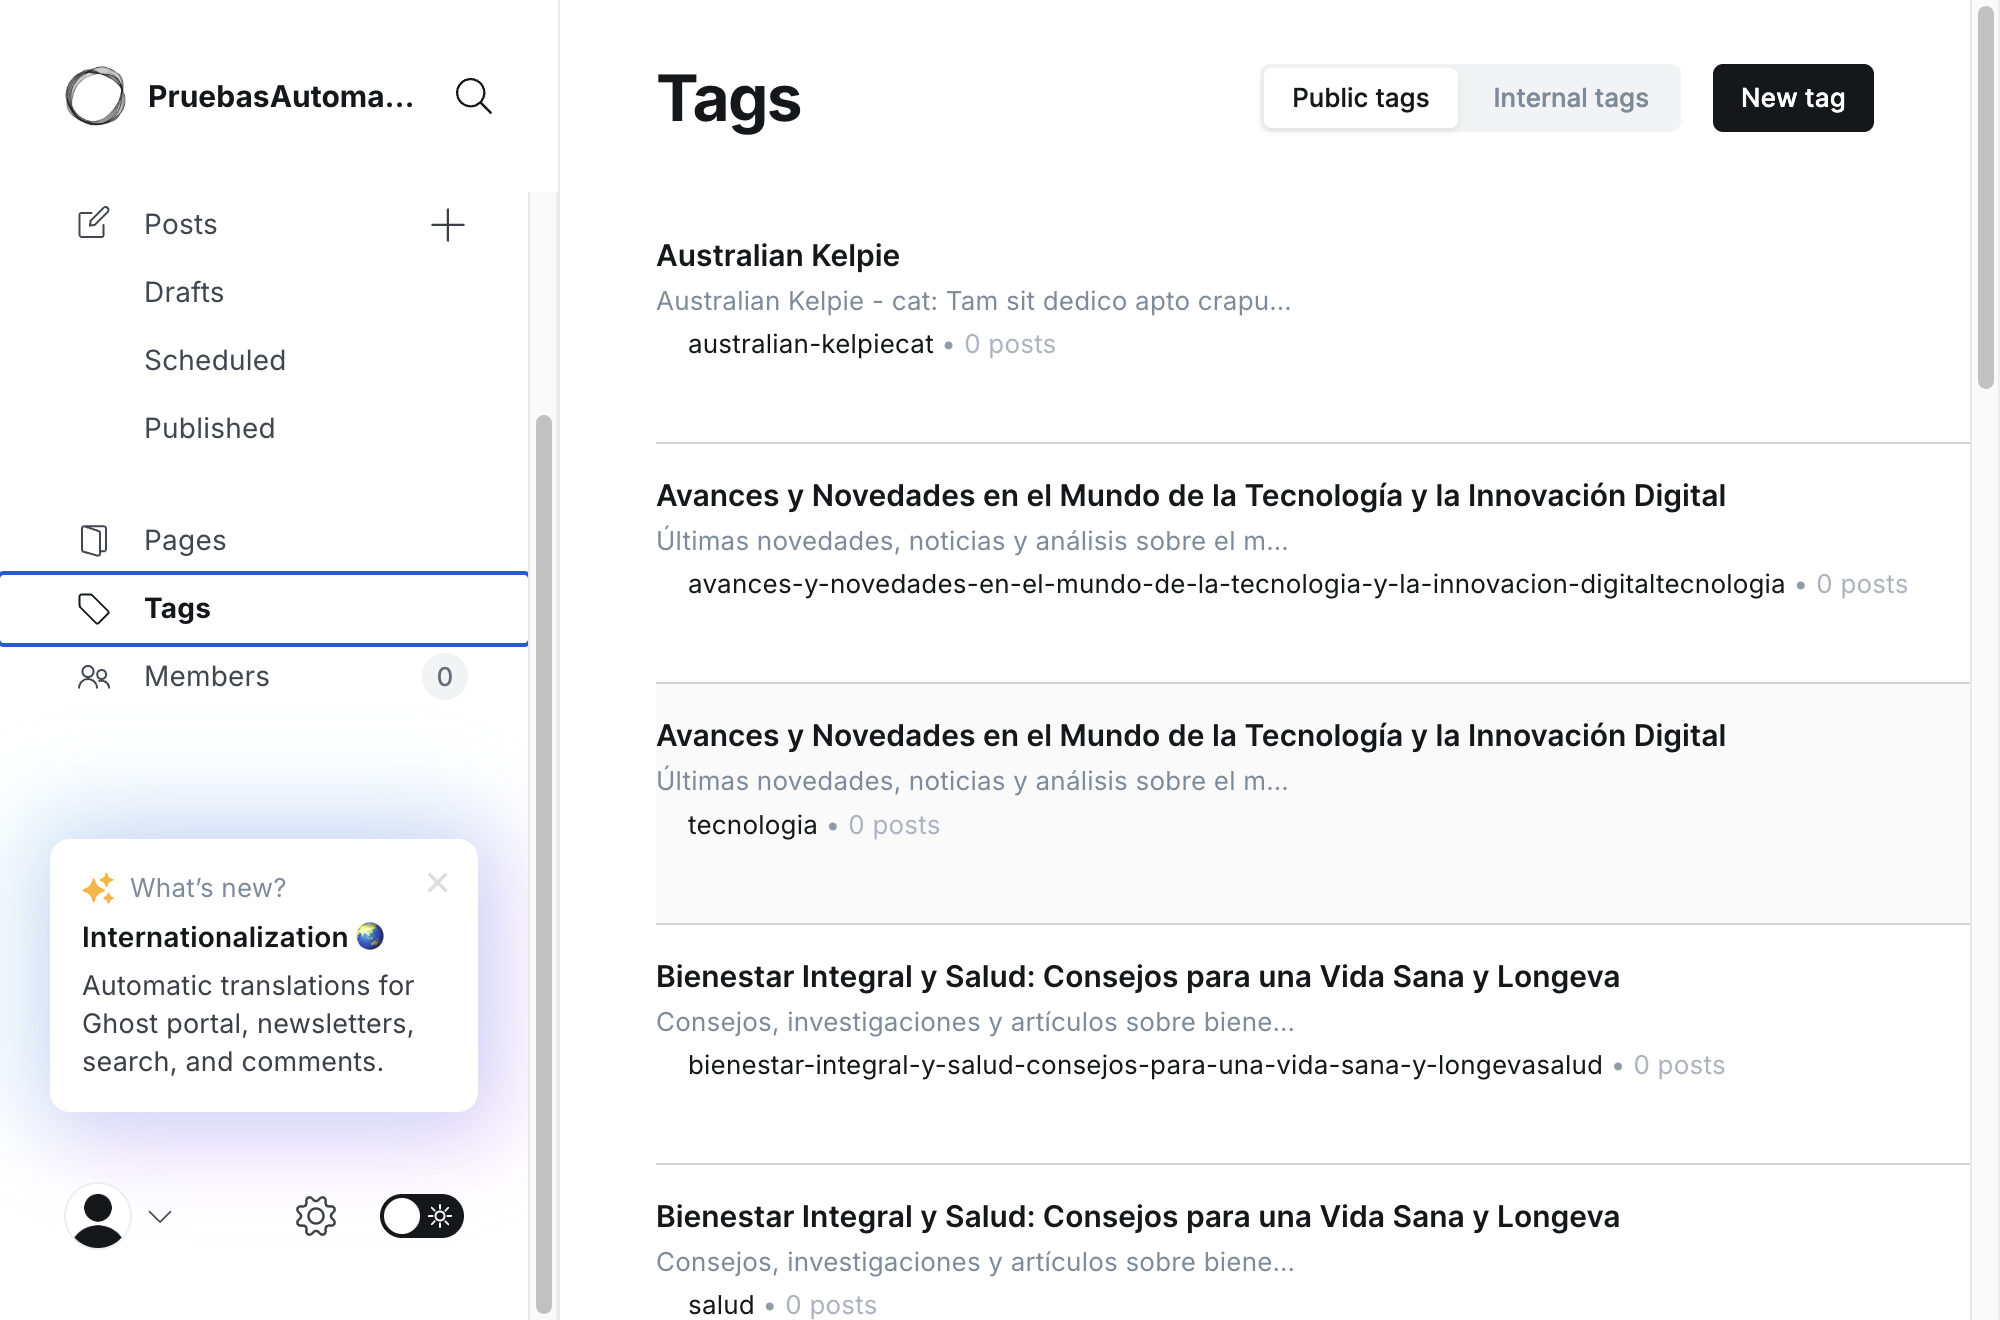 PruebasAutoma...
Posts
Drafts
Scheduled
Published
Pages
Tags
Members
0
What's new?
Internationalization
Automatic translations for
Ghost portal, newsletters,
search, and comments.
Tags
Public tags
Internal tags
New tag
Australian Kelpie
Australian Kelpie - cat: Tam sit dedico apto crapu...
australian-kelpiecat • 0 posts
Avances y Novedades en el Mundo de la Tecnología y la Innovación Digital
Últimas novedades, noticias y análisis sobre el m...
avances-y-novedades-en-el-mundo-de-la-tecnologia-y-la-innovacion-digitaltecnologia • 0 posts
Avances y Novedades en el Mundo de la Tecnología y la Innovación Digital
Últimas novedades, noticias y análisis sobre el m...
tecnologia • 0 posts
Bienestar Integral y Salud: Consejos para una Vida Sana y Longeva
Consejos, investigaciones y artículos sobre biene...
bienestar-integral-y-salud-consejos-para-una-vida-sana-y-longevasalud • 0 posts
Bienestar Integral y Salud: Consejos para una Vida Sana y Longeva
Consejos, investigaciones y artículos sobre biene...
salud • 0 posts